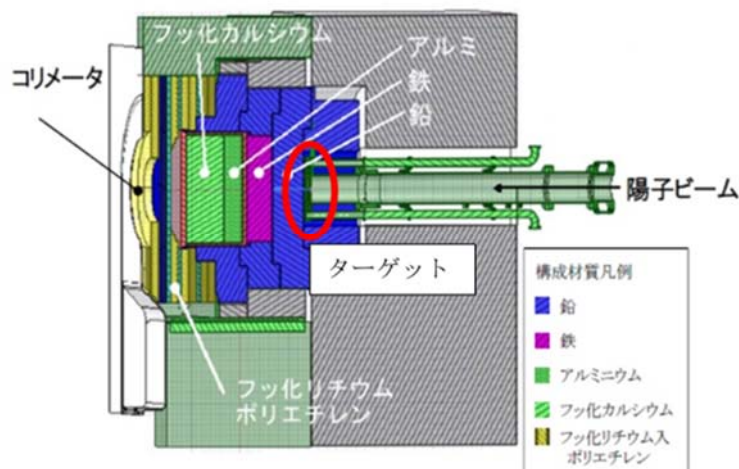 フッ化カルシウム
アルミ
鉄
鉛
コリメータ
陽子ビーム
ターゲット
フッ化リチウム
ポリエチレン
構成材質凡例
鉛
鉄
アルミニウム
フッ化カルシウム
フッ化リチウム入
ポリエチレン